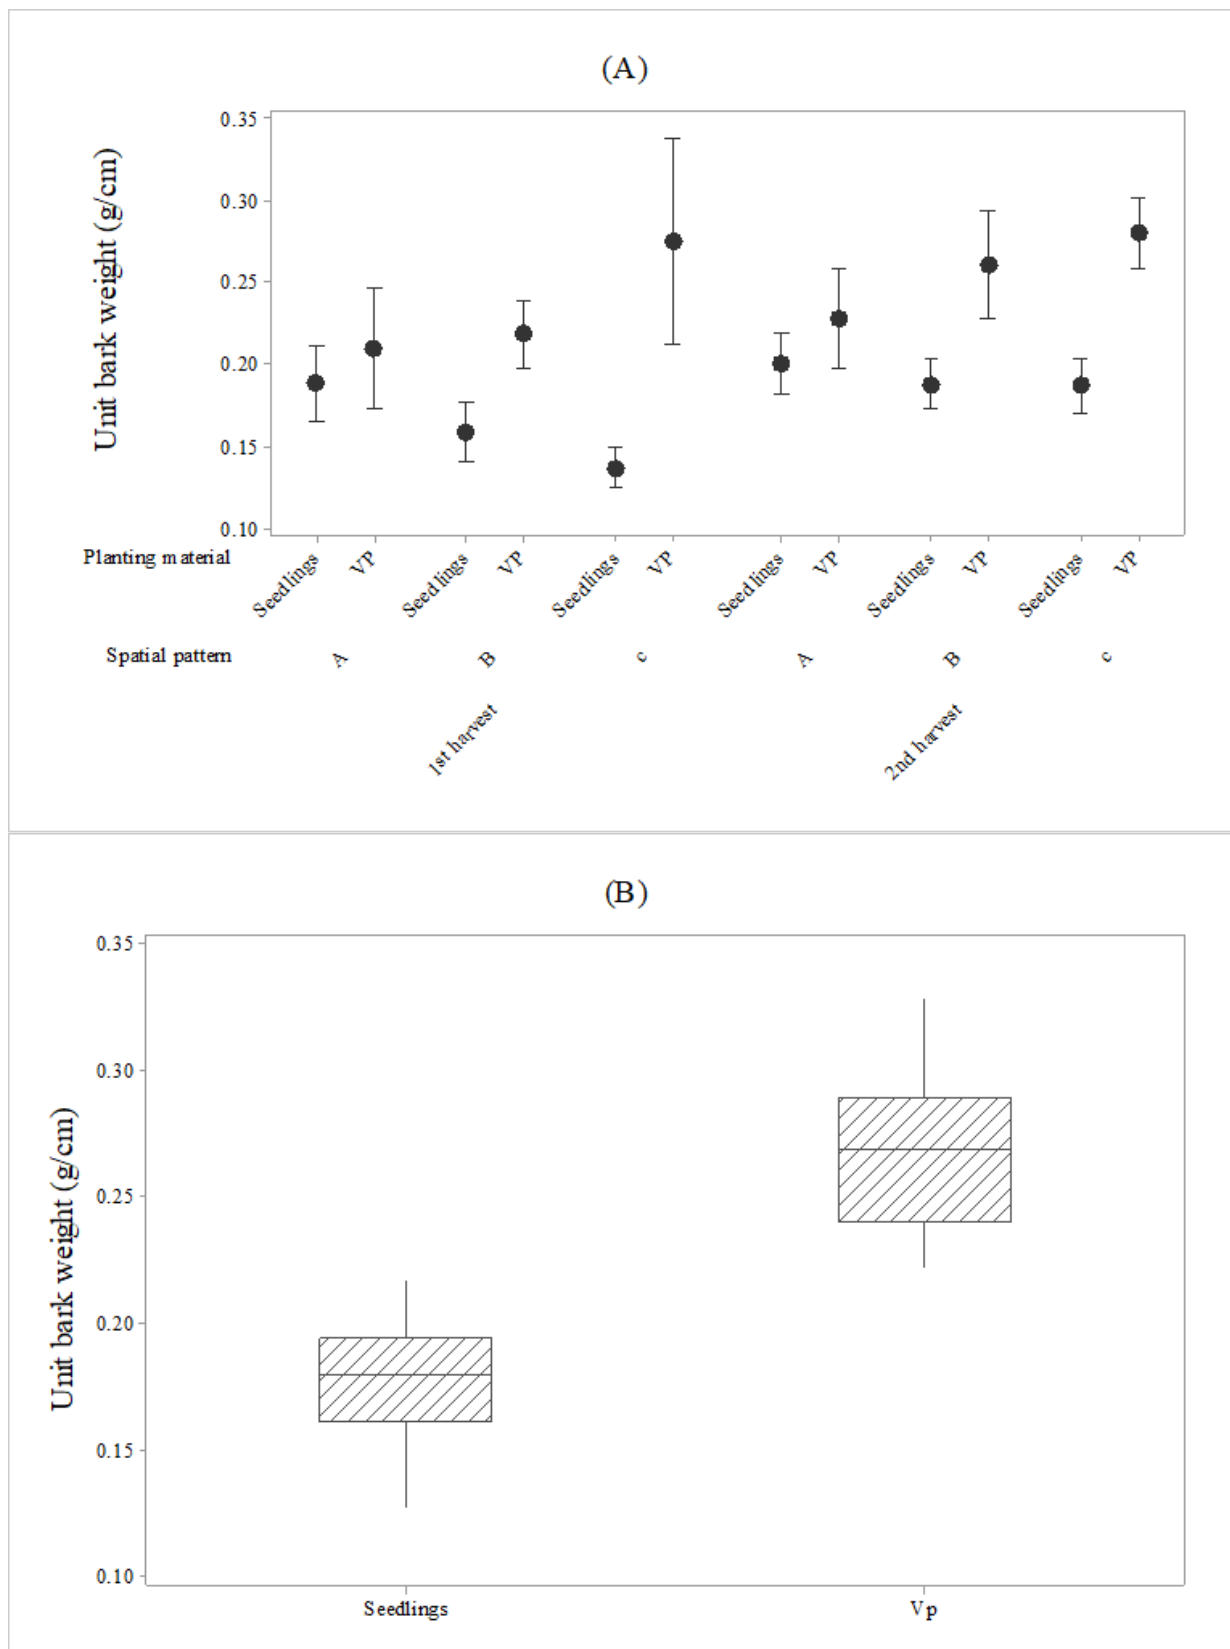 (A)
Unit bark weight (g/cm)
0.35
0.30
0.25
0.20
0.15
0.10
Planting material
Seedlings VP Seedlings VP Seedlings VP Seedlings VP Seedlings VP Seedlings VP
Spatial pattern
A B c A B c
1st harvest 2nd harvest
(B)
Unit bark weight (g/cm)
0.35
0.30
0.25
0.20
0.15
0.10
Seedlings Vp